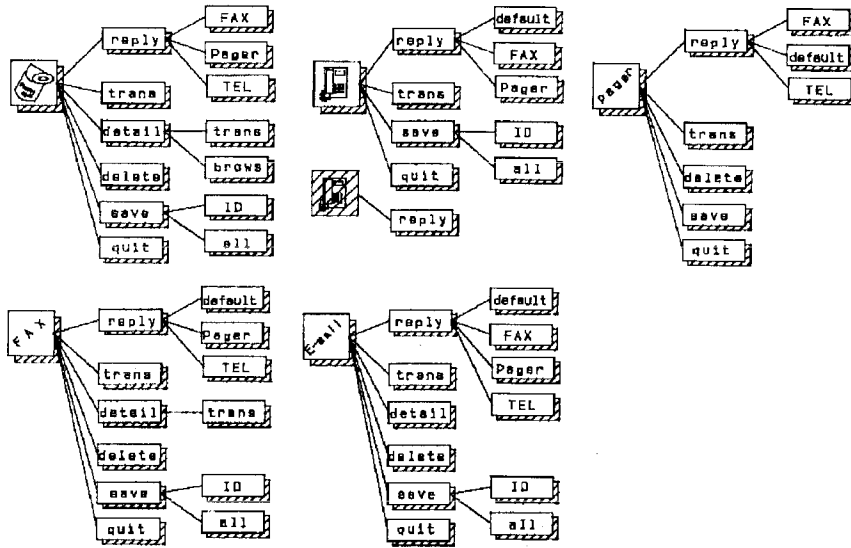 FAX
reply
Pager
TEL
trans
detail
trans
brows
delete
save
ID
all
quit
default
reply
FAX
Pager
trans
save
ID
quit
all
reply
pager
FAX
reply
default
TEL
trans
delete
save
quit
FAX
default
reply
Pager
TEL
trans
detail
trans
delete
save
ID
all
quit
E-mail
default
reply
FAX
Pager
TEL
trans
detail
delete
save
ID
all
quit